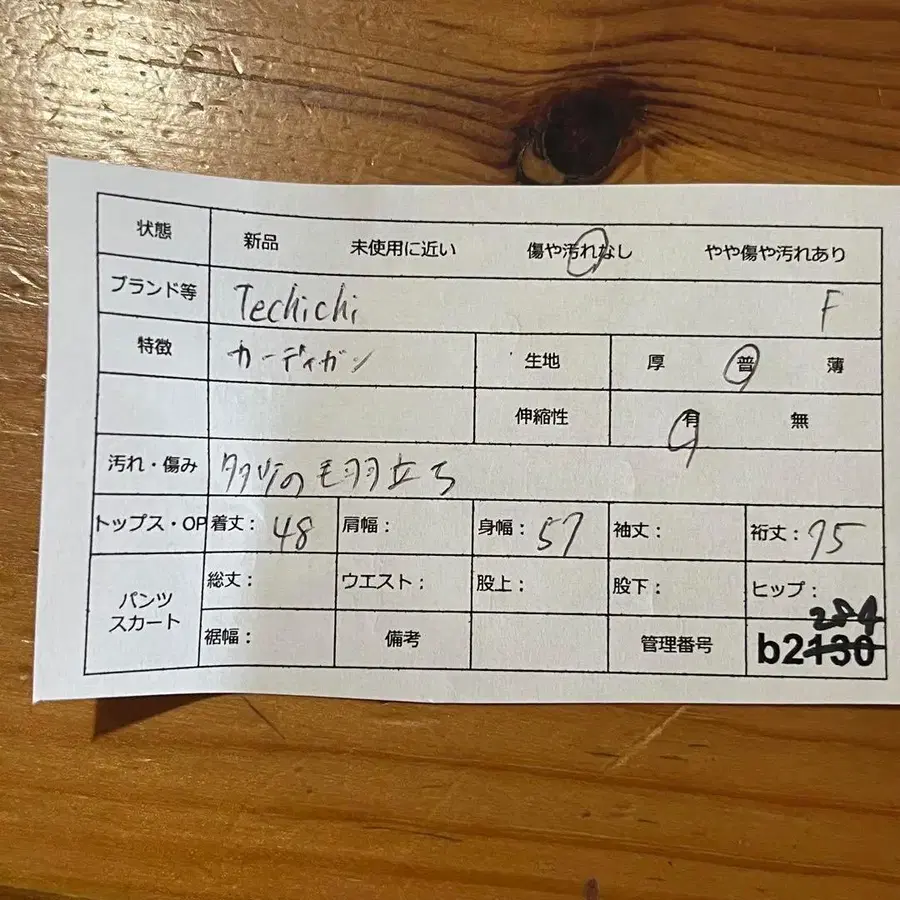 状態 新品 未使用に近い 傷や汚れなし やや傷や汚れあり
ブランド等 Techichi F
特徴 カーディガン 生地 厚 普 薄
伸縮性 有 無
汚れ・傷み の毛羽立ち
トップス・OP 着丈: 48 肩幅: 身幅: 57 袖丈: 裄丈: 75
パンツ スカート 総丈: ウエスト: 股上: 股下: ヒップ:
284
裾幅: 備考 管理番号 b2130